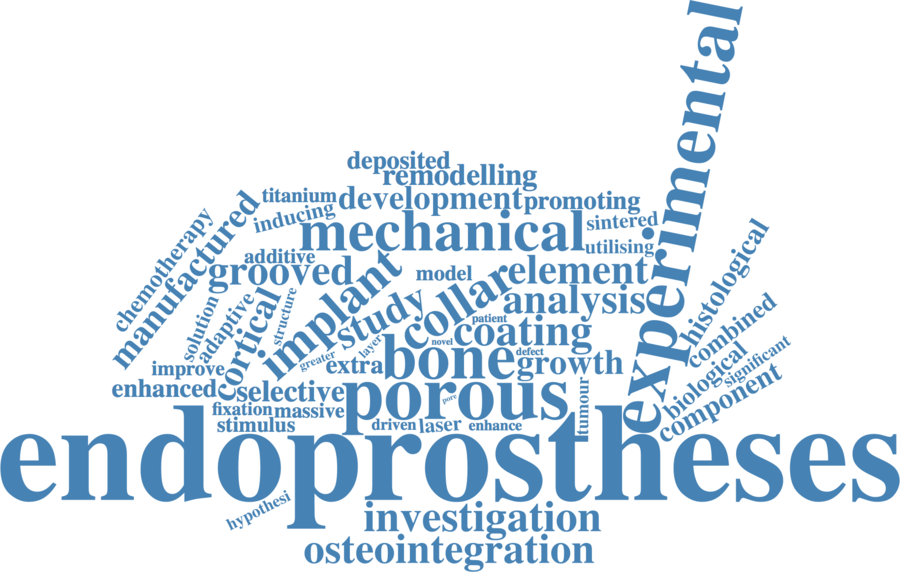 experimental
deposited
remodelling
titanium
development
promoting
inducing
mechanical
sintered
utilising
chemotherapy
manufactured
additive
grooved
implant
model
element
histological
solution
adaptive
cortical
structure
study
collar
analysis
combined
patient
coating
novel
layer
greater
extra
bone
defect
growth
improve
enhanced
selective
porous
pore
tumour
biological
significant
component
fixation
massive
stimulus
driven
laser
enhance
endoprostheses
hypothesi
investigation
osteointegration